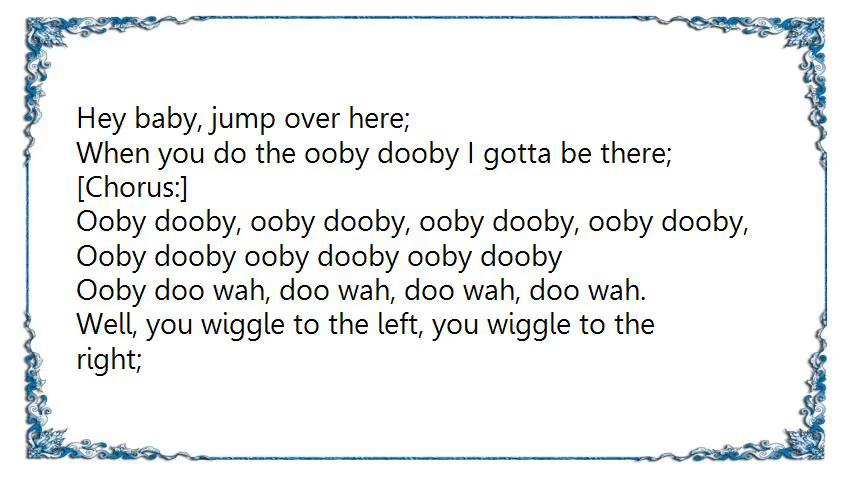 Hey baby, jump over here;
When you do the ooby dooby I gotta be there;
[Chorus:]
Ooby dooby, ooby dooby, ooby dooby, ooby dooby,
Ooby dooby ooby dooby ooby dooby
Ooby doo wah, doo wah, doo wah, doo wah.
Well, you wiggle to the left, you wiggle to the
right;